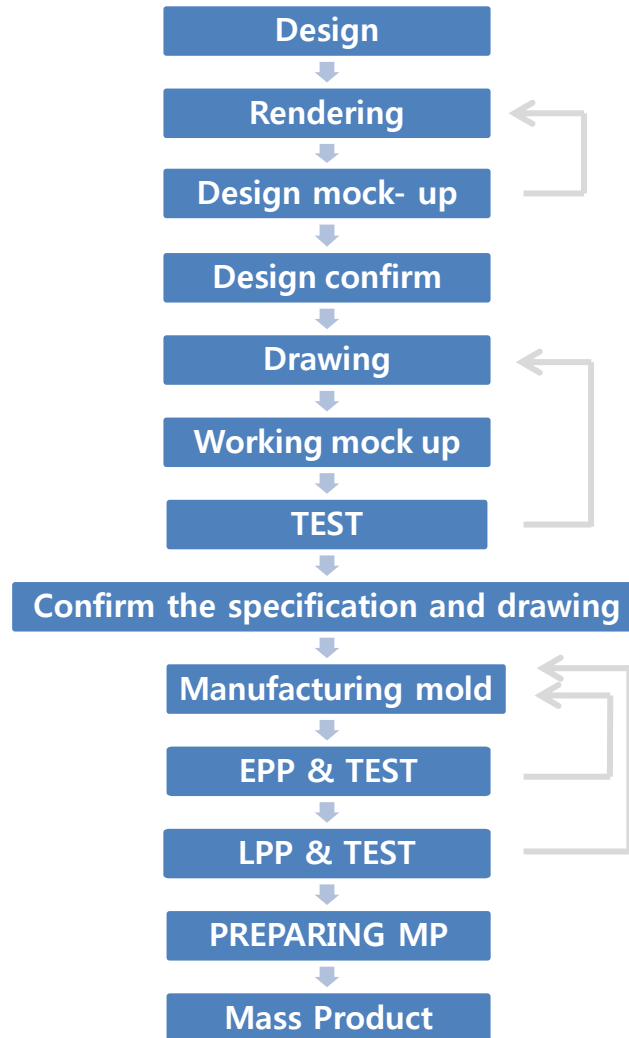 Design
Rendering
Design mock- up
Design confirm
Drawing
Working mock up
TEST
Confirm the specification and drawing
Manufacturing mold
EPP & TEST
LPP & TEST
PREPARING MP
Mass Product